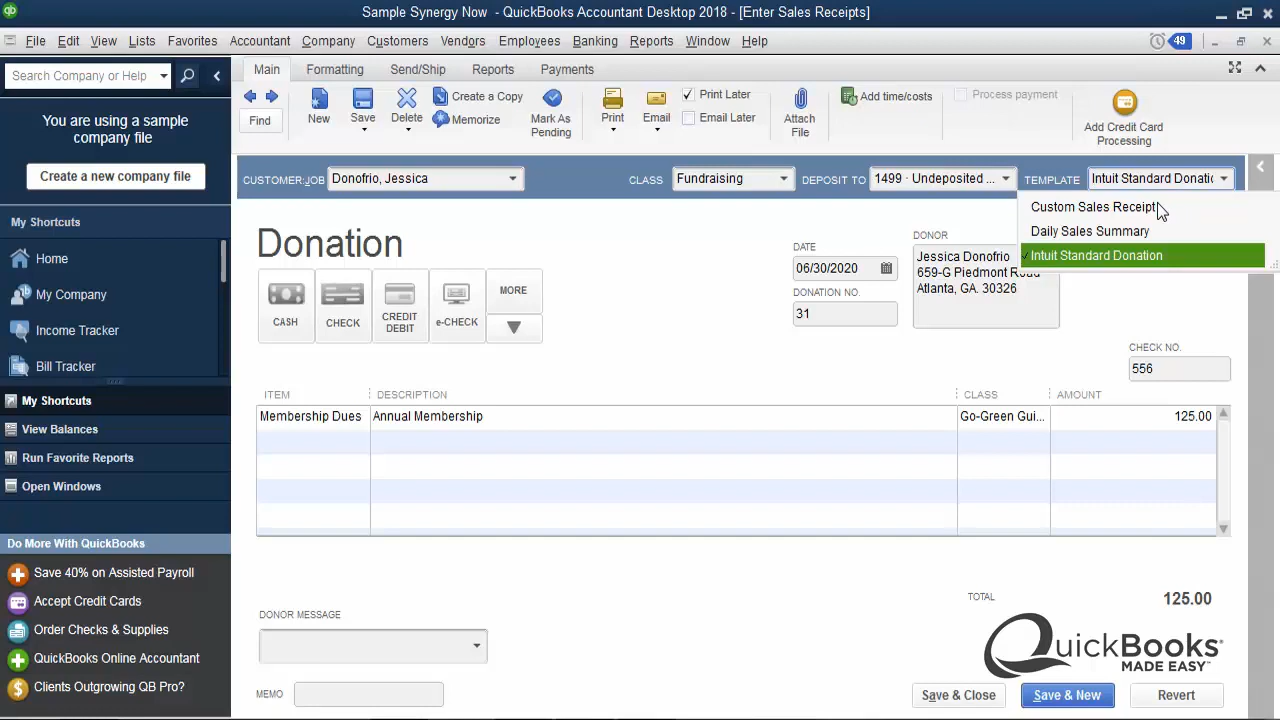 Sample Synergy Now - QuickBooks Accountant Desktop 2018 - [Enter Sales Receipts]
File Edit View Lists Favorites Accountant Company Customers Vendors Employees Banking Reports Window Help 49
Search Company or Help
Main Formatting Send/Ship Reports Payments
Find
New
Save
Delete
Create a Copy
Memorize
Mark As
Pending
Print
Email
Print Later
Email Later
Attach
File
Add time/costs
Process payment
Add Credit Card
Processing
You are using a sample
company file
Create a new company file
My Shortcuts
Home
My Company
Income Tracker
Bill Tracker
My Shortcuts
View Balances
Run Favorite Reports
Open Windows
Do More With QuickBooks
Save 40% on Assisted Payroll
Accept Credit Cards
Order Checks & Supplies
QuickBooks Online Accountant
Clients Outgrowing QB Pro?
CUSTOMER:JOB Donofrio, Jessica CLASS Fundraising DEPOSIT TO 1499 · Undeposited ... TEMPLATE Intuit Standard Donatic
Custom Sales Receipt
Daily Sales Summary
✓ Intuit Standard Donation
Donation
CASH
CHECK
CREDIT
DEBIT
e-CHECK
MORE
DATE
06/30/2020
DONATION NO.
31
DONOR
Jessica Donofrio
659-G Piedmont Road
Atlanta, GA. 30326
CHECK NO.
556
ITEM DESCRIPTION CLASS AMOUNT
Membership Dues Annual Membership Go-Green Gui... 125.00
TOTAL 125.00
DONOR MESSAGE
MEMO
QuickBooks®
MADE EASY™
Save & Close Save & New Revert